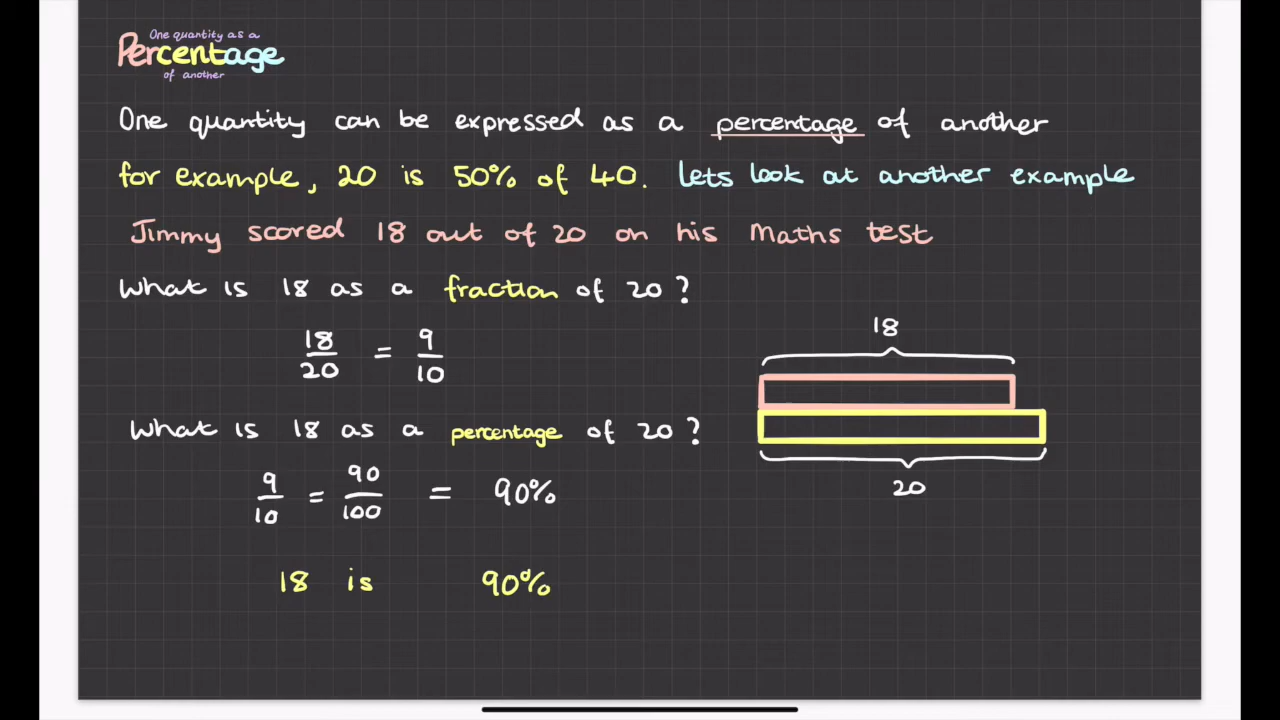 One quantity as a
Percentage
of another
One quantity can be expressed as a percentage of another
for example, 20 is 50% of 40. Lets look at another example
Jimmy scored 18 out of 20 on his Maths test
What is 18 as a fraction of 20?
18/20 = 9/10
18
What is 18 as a percentage of 20?
9/10 = 90/100 = 90%
20
18 is 90%